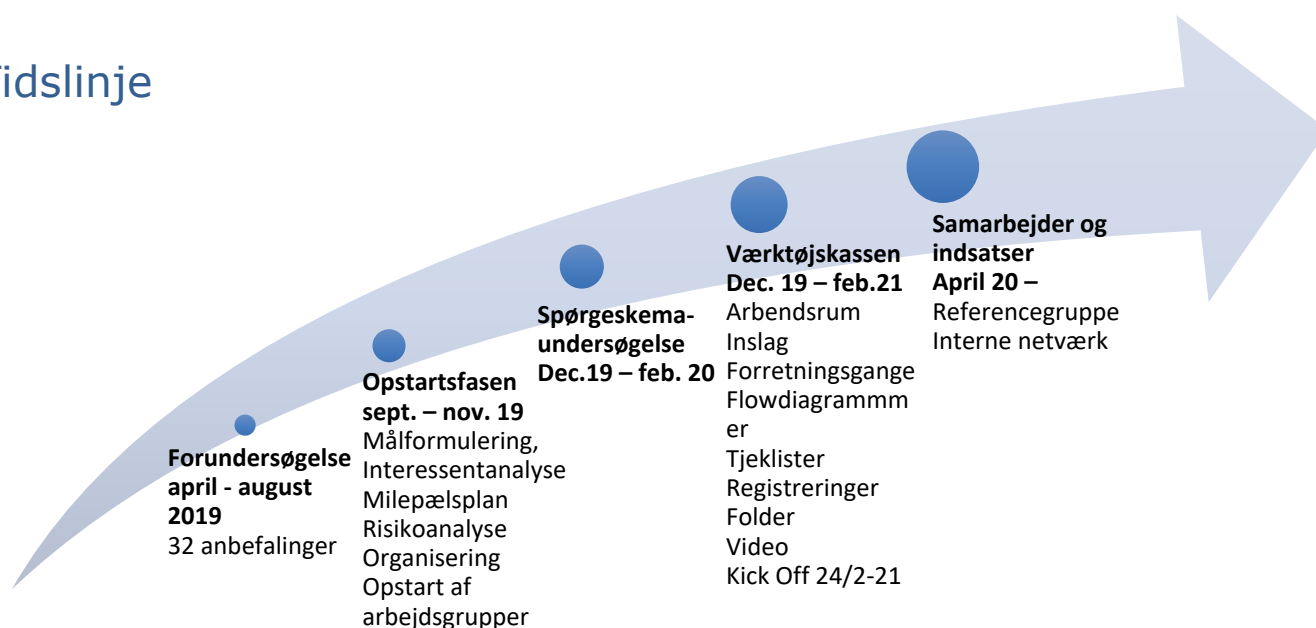 Tidslinje
Forundersøgelse
april - august
2019
32 anbefalinger
Opstartsfasen
sept. – nov. 19
Målformulering,
Interessentanalyse
Milepælsplan
Risikoanalyse
Organisering
Opstart af
arbejdsgrupper
Spørgeskema-
undersøgelse
Dec.19 – feb. 20
Værktøjskassen
Dec. 19 – feb.21
Arbendsrum
Inslag
Forretningsgange
Flowdiagrammm
er
Tjeklister
Registreringer
Folder
Video
Kick Off 24/2-21
Samarbejder og
indsatser
April 20 –
Referencegruppe
Interne netværk